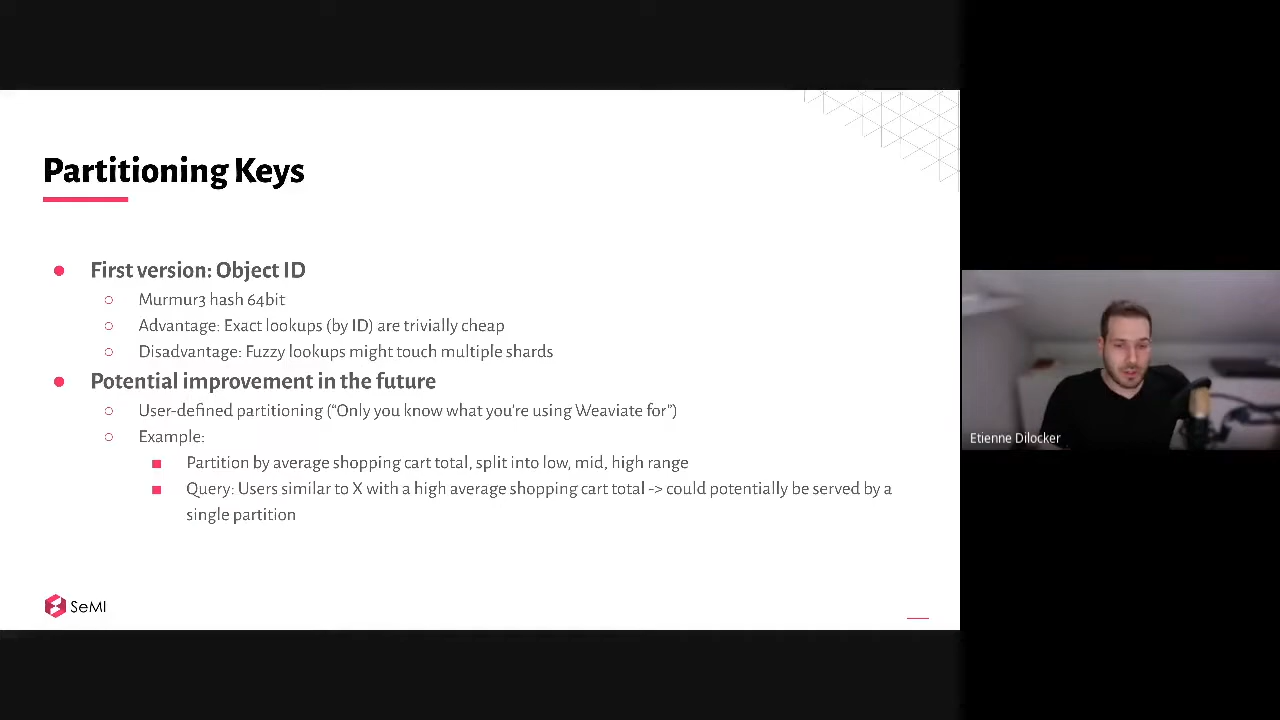 Partitioning Keys
First version: Object ID
Murmur3 hash 64bit
Advantage: Exact lookups (by ID) are trivially cheap
Disadvantage: Fuzzy lookups might touch multiple shards
Potential improvement in the future
User-defined partitioning (“Only you know what you're using Weaviate for”)
Example:
Partition by average shopping cart total, split into low, mid, high range
Query: Users similar to X with a high average shopping cart total -> could potentially be served by a
single partition
SeMI
Etienne Dilocker